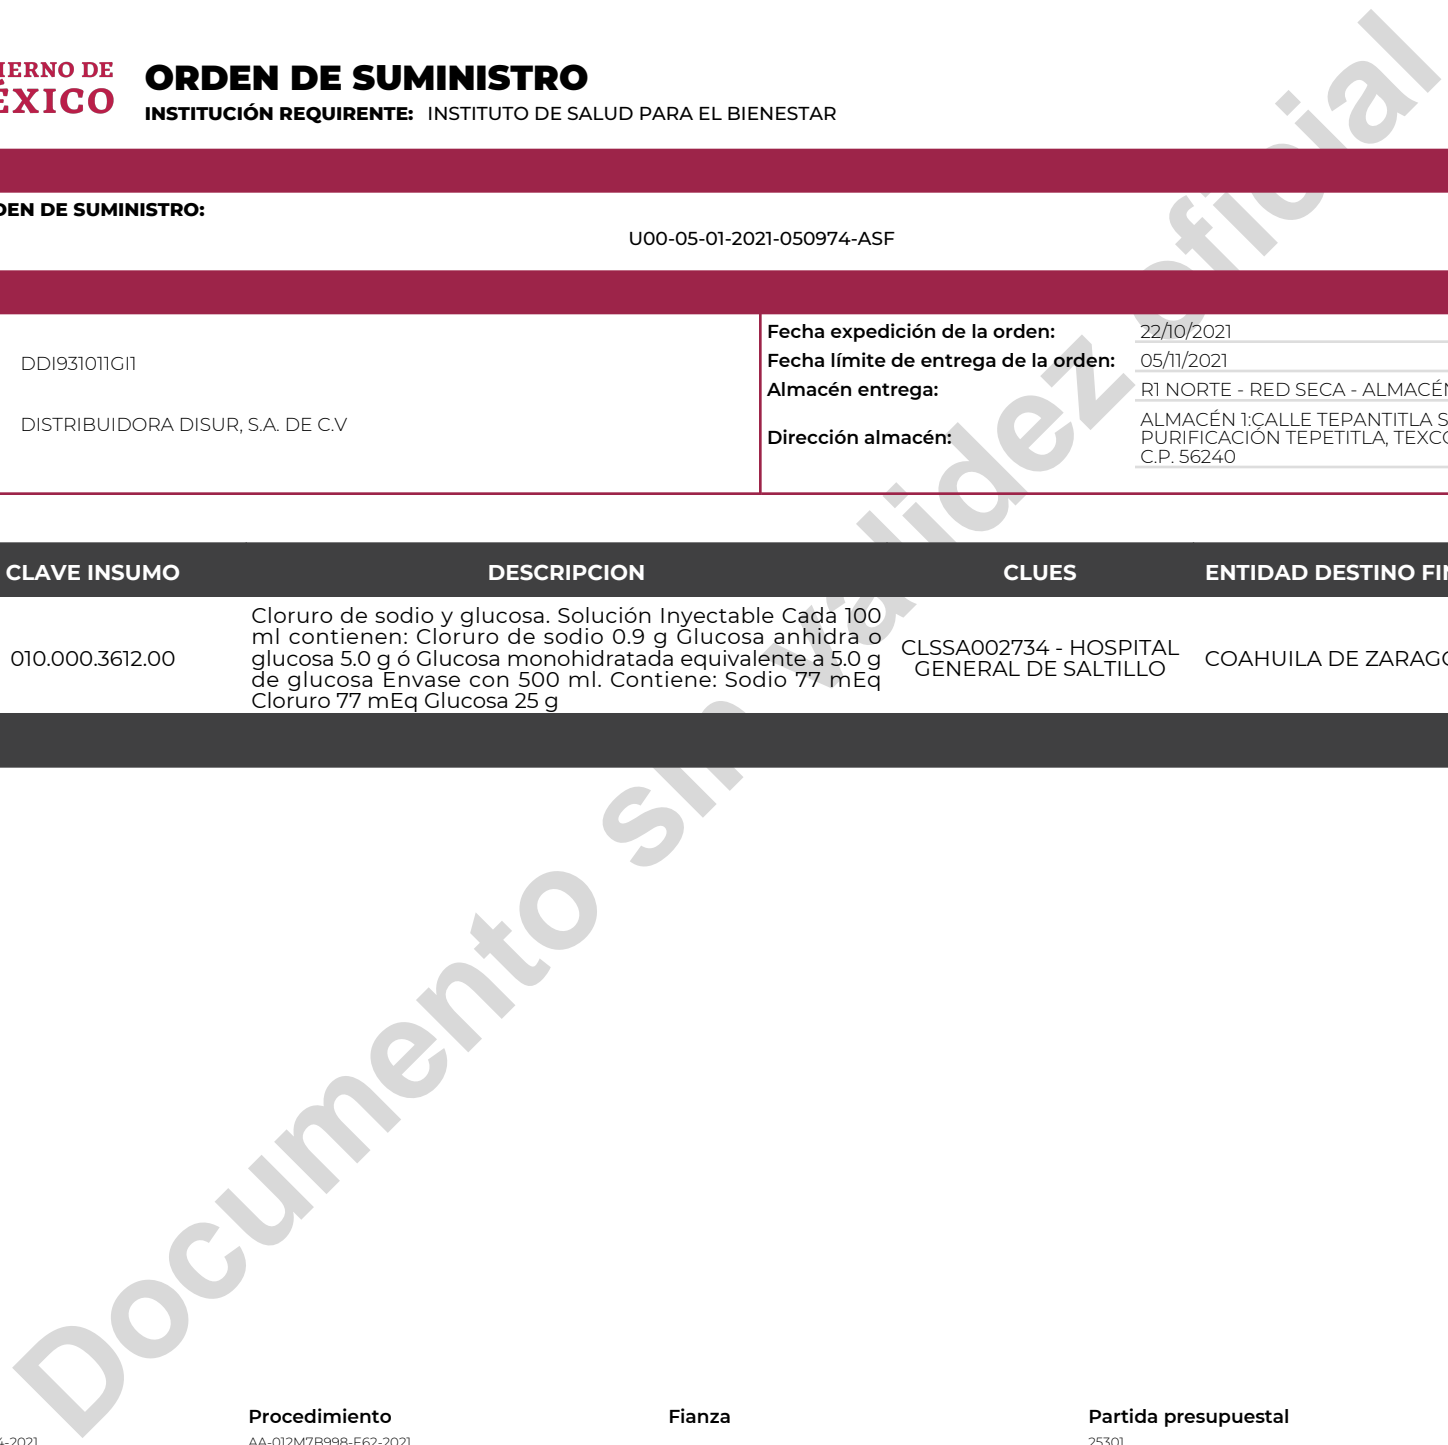 IERNO DE
ÉXICO
ORDEN DE SUMINISTRO
INSTITUCIÓN REQUIRENTE: INSTITUTO DE SALUD PARA EL BIENESTAR
DEN DE SUMINISTRO:
U00-05-01-2021-050974-ASF
DDI931011GI1
DISTRIBUIDORA DISUR, S.A. DE C.V
Fecha expedición de la orden: 22/10/2021
Fecha límite de entrega de la orden: 05/11/2021
Almacén entrega: R1 NORTE - RED SECA - ALMACÉN
Dirección almacén:
ALMACÉN 1:CALLE TEPANTITLA S
PURIFICACIÓN TEPETITLA, TEXCO
C.P. 56240
CLAVE INSUMO DESCRIPCION CLUES ENTIDAD DESTINO FIN
010.000.3612.00
Cloruro de sodio y glucosa. Solución Inyectable Cada 100
ml contienen: Cloruro de sodio 0.9 g Glucosa anhidra o
glucosa 5.0 g ó Glucosa monohidratada equivalente a 5.0 g
de glucosa Envase con 500 ml. Contiene: Sodio 77 mEq
Cloruro 77 mEq Glucosa 25 g
CLSSA002734 - HOSPITAL
GENERAL DE SALTILLO
COAHUILA DE ZARAGO
Documento sin validez oficial
Procedimiento Fianza Partida presupuestal
4-2021 AA-012M7B998-E62-2021 25301